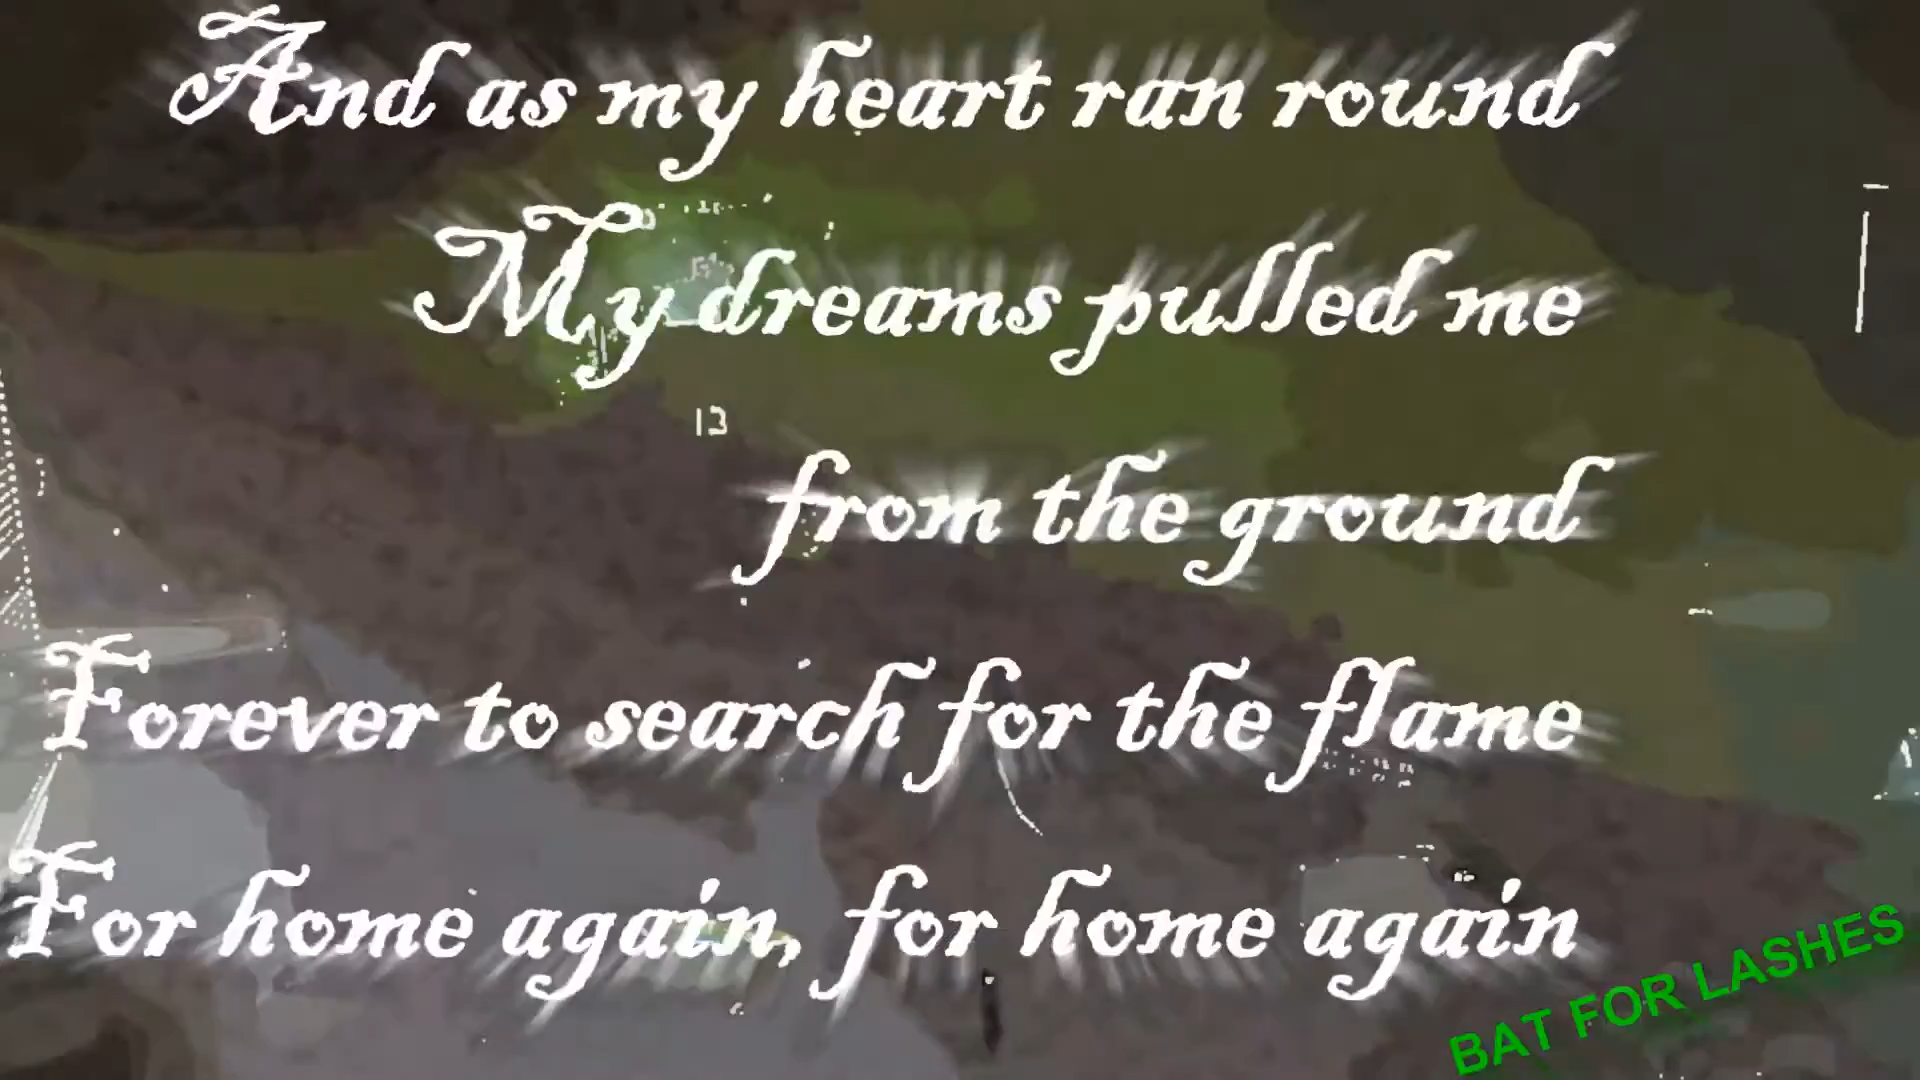 And as my heart ran round
My dreams pulled me
13
from the ground
Forever to search for the flame
For home again, for home again
BAT FOR LASHES